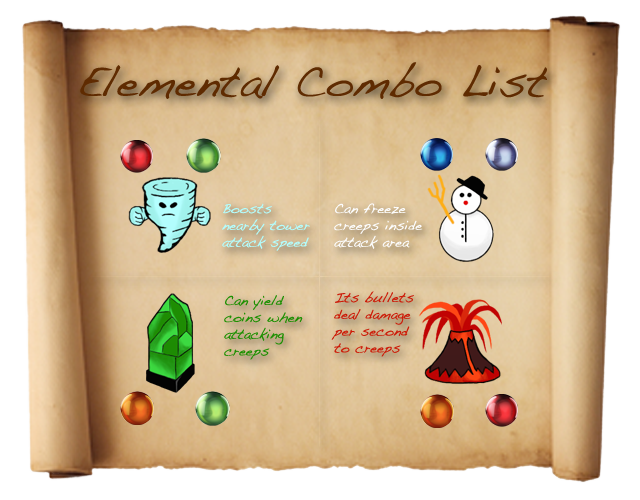 Elemental Combo List
Boosts
nearby tower
attack speed
Can freeze
creeps inside
attack area
Can yield
coins when
attacking
creeps
Its bullets
deal damage
per second
to creeps